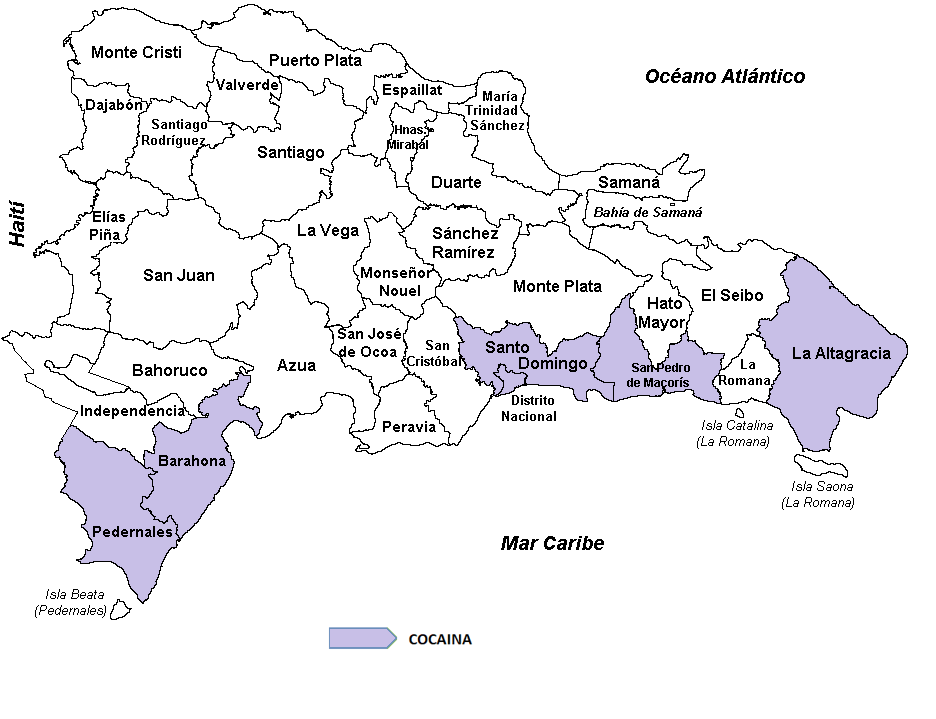 Monte Cristi
Puerto Plata
Océano Atlántico
Valverde
Espaillat
Dajabón
María
Trinidad
Sánchez
Santiago
Rodríguez
Hnas.
Mirabal
Santiago
Duarte
Samaná
Haití
Elías
Piña
Bahía de Samaná
La Vega
Sánchez
Ramírez
San Juan
Monseñor
Nouel
Monte Plata
El Seibo
Hato
Mayor
San José
de Ocoa
San
Cristóbal
Santo
Domingo
La Altagracia
Bahoruco
Azua
San Pedro
de Macorís
La
Romana
Independencia
Distrito
Nacional
Peravia
Isla Catalina
(La Romana)
Barahona
Isla Saona
(La Romana)
Pedernales
Mar Caribe
Isla Beata
(Pedernales)
COCAINA